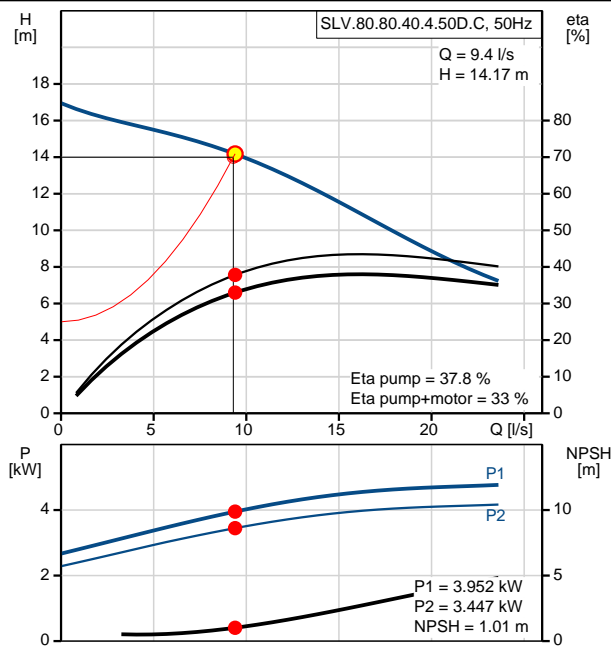 H
[m]
SLV.80.80.40.4.50D.C, 50Hz
eta
[%]
Q = 9.4 l/s
H = 14.17 m
18
16
80
14
70
12
60
10
50
8
40
6
30
4
20
2
10
Eta pump = 37.8 %
Eta pump+motor = 33 %
0
0
0
5
10
15
20
Q [l/s]
P
[kW]
NPSH
[m]
P1
P2
4
10
2
5
P1 = 3.952 kW
P2 = 3.447 kW
NPSH = 1.01 m
0
0